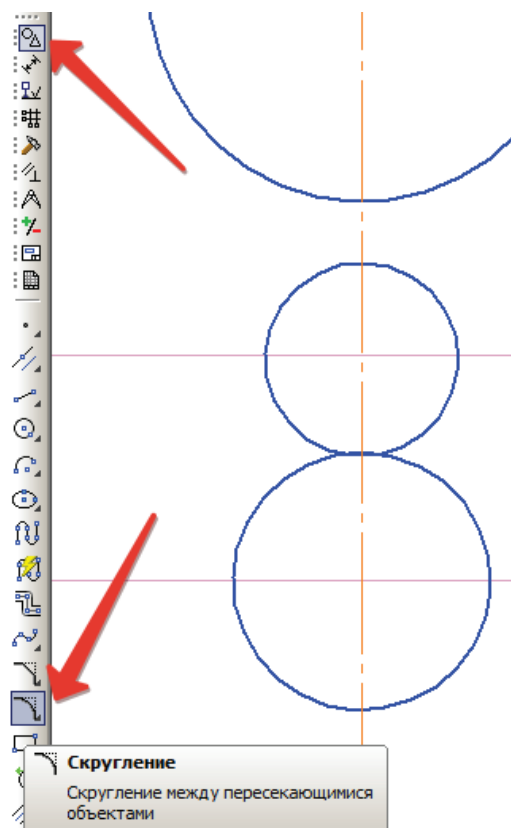 Скругление
Скругление между пересекающимися
объектами